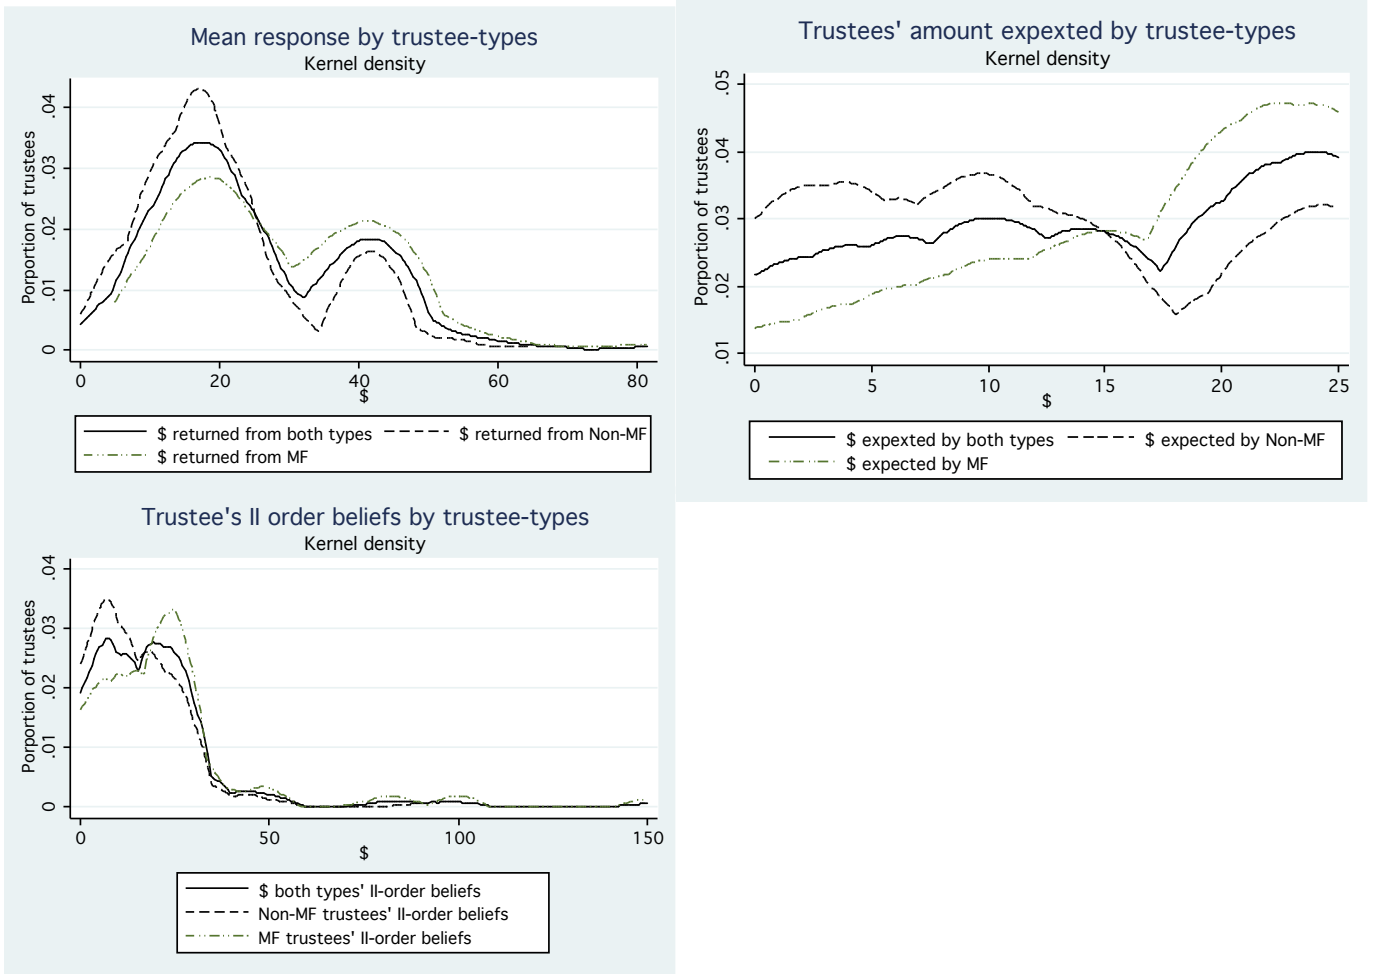 Mean response by trustee-types
Kernel density
Porportion of trustees
.04
.03
.02
.01
0
0 20 40 60 80
$
$ returned from both types $ returned from Non-MF
$ returned from MF
Trustees' amount expexted by trustee-types
Kernel density
Porportion of trustees
.05
.04
.03
.02
.01
0 5 10 15 20 25
$
$ expexted by both types $ expected by Non-MF
$ expected by MF
Trustee's II order beliefs by trustee-types
Kernel density
Porportion of trustees
.04
.03
.02
.01
0
0 50 100 150
$
$ both types' II-order beliefs
Non-MF trustees' II-order beliefs
MF trustees' II-order beliefs